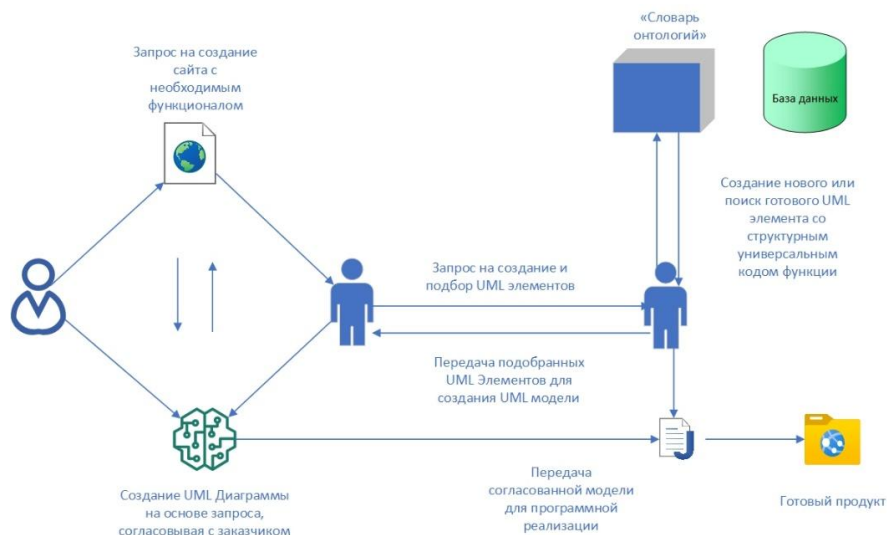 «Словарь
онтологий»
Запрос на создание
сайта с
необходимым
функционалом
База данных
Создание нового или
поиск готового UML
элемента со
структурным
универсальным
кодом функции
Запрос на создание и
подбор UML элементов
Передача подобранных
UML Элементов для
создания UML модели
Создание UML Диаграммы
на основе запроса,
согласовывая с заказчиком
Передача
согласованной модели
для программной
реализации
Готовый продукт